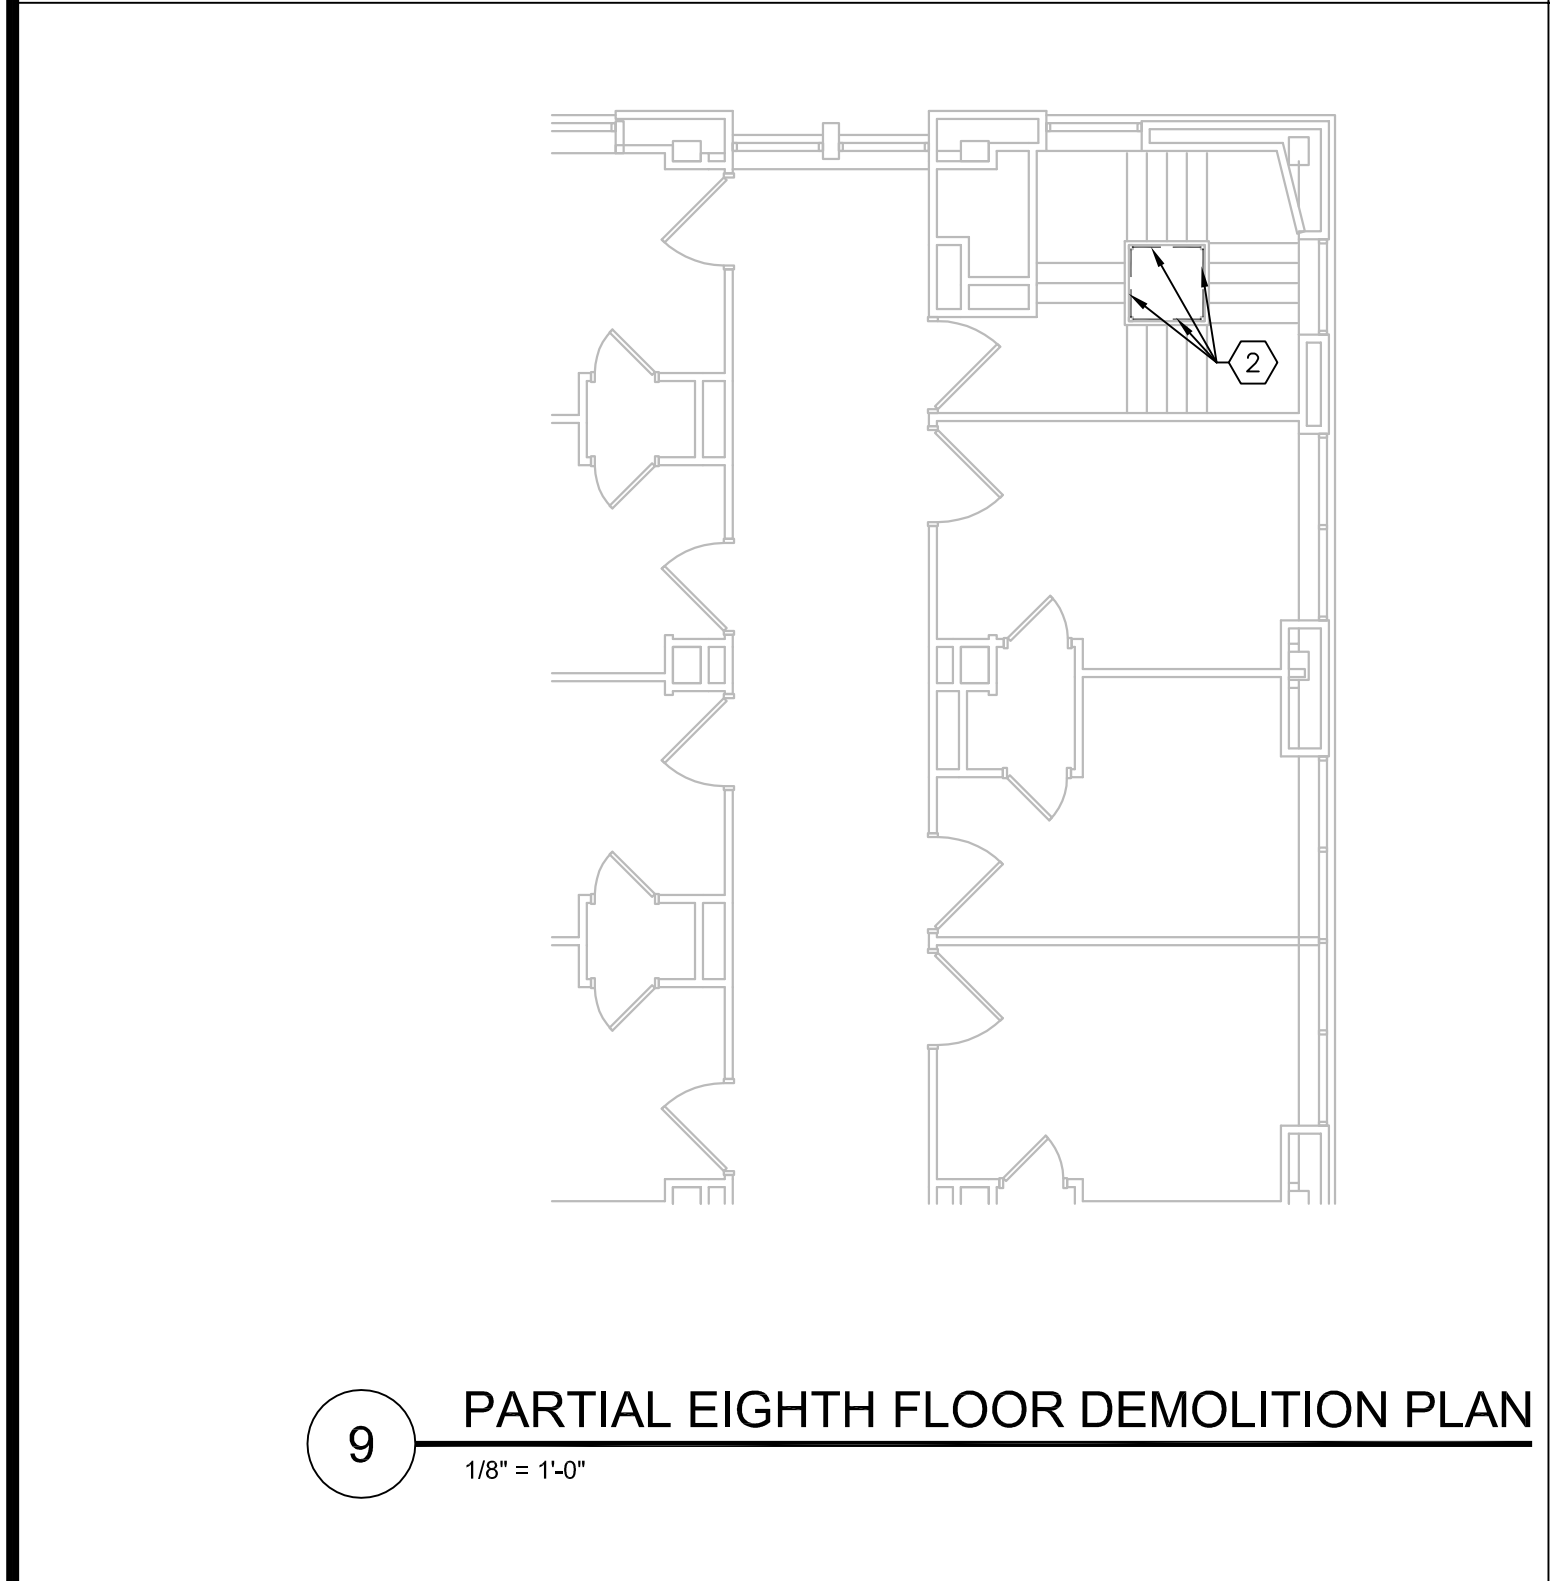 2
9
PARTIAL EIGHTH FLOOR DEMOLITION PLAN
1/8" = 1'-0"